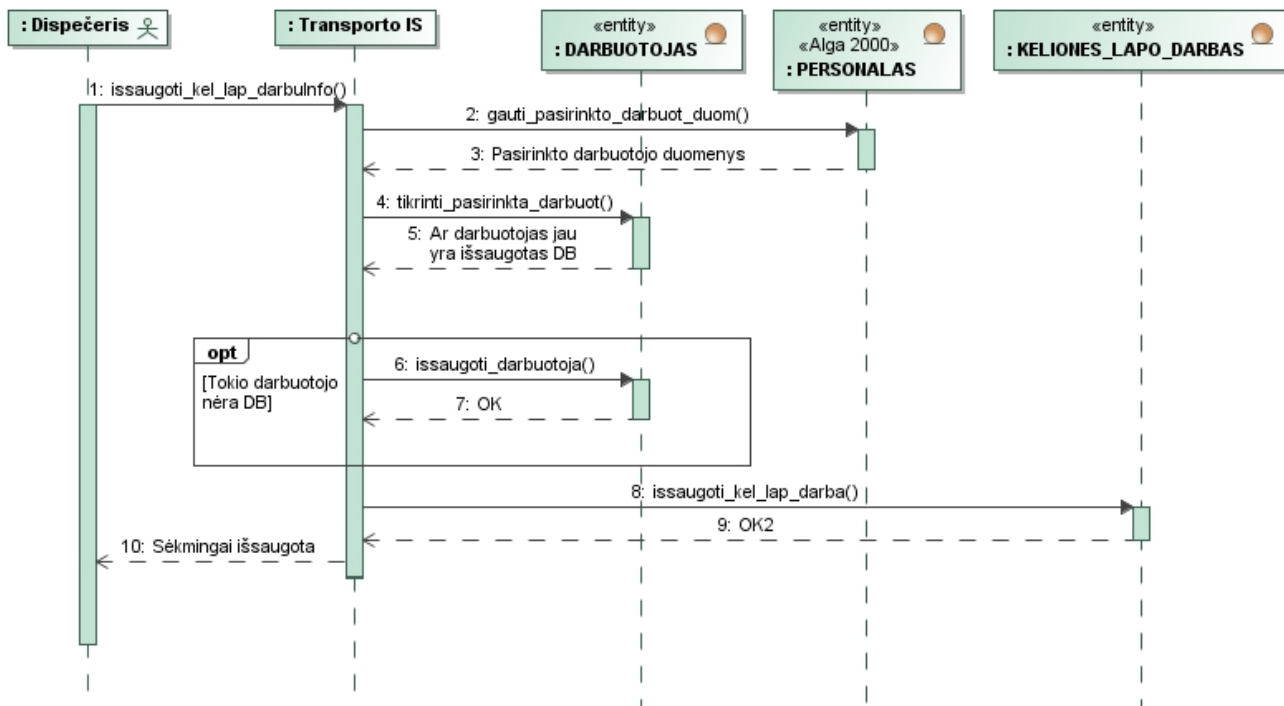 : Dispečeris
: Transporto IS
«entity»
: DARBUOTOJAS
«entity»
«Alga 2000»
: PERSONALAS
«entity»
: KELIONES_LAPO_DARBAS
1: issaugoti_kel_lap_darbuInfo()
2: gauti_pasirinkto_darbuot_duom()
3: Pasirinkto darbuotojo duomenys
4: tikrinti_pasirinkta_darbuot()
5: Ar darbuotojas jau
yra išsaugotas DB
opt
[Tokio darbuotojo
nėra DB]
6: issaugoti_darbuotoja()
7: OK
8: issaugoti_kel_lap_darba()
9: OK2
10: Sėkmingai išsaugota